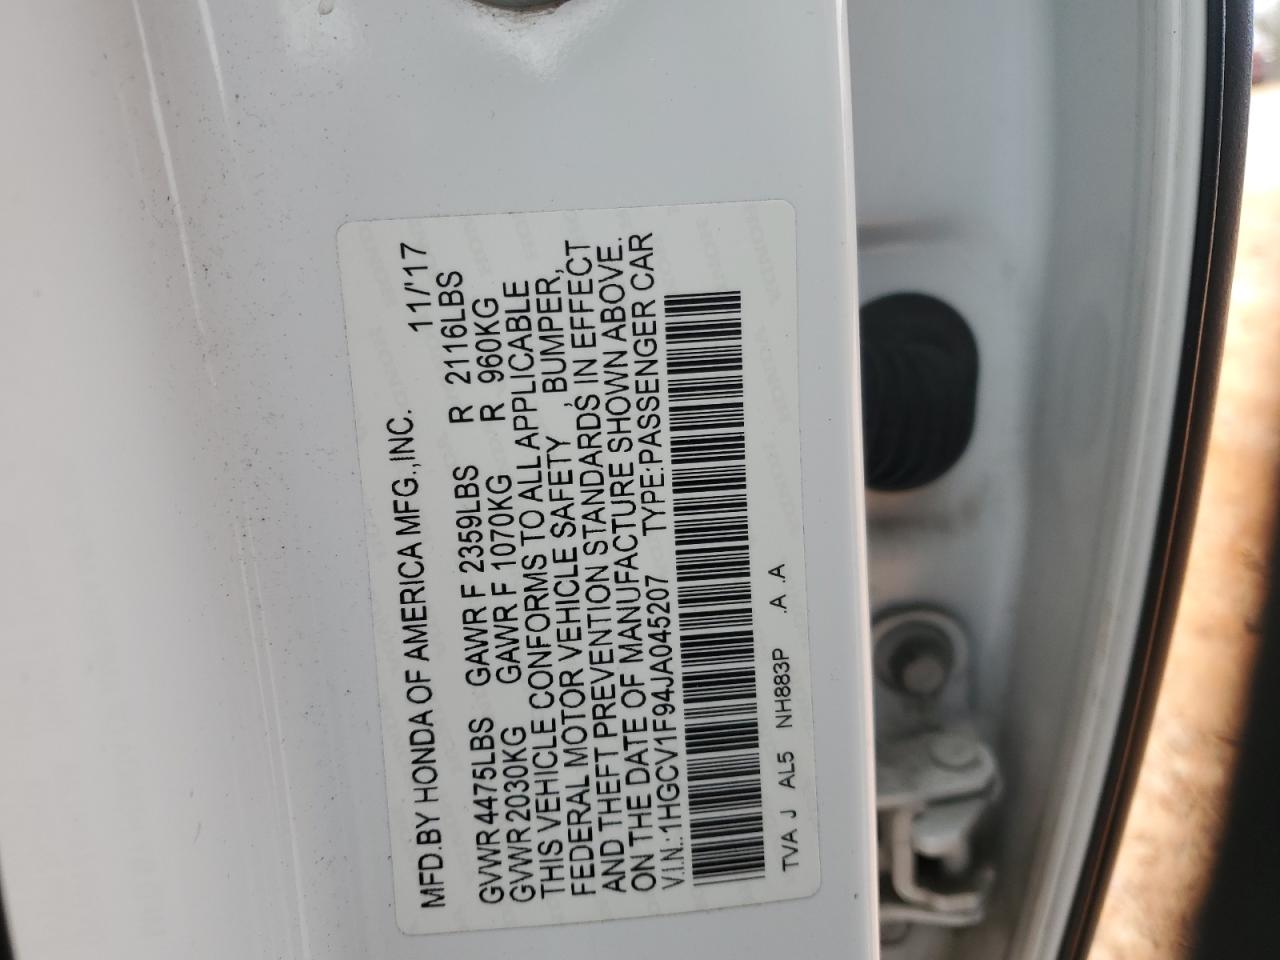 MFD.BY HONDA OF AMERICA MFG.,INC. 11/'17
GVWR 4475LBS GAWR F 2359LBS R 2116LBS
GVWR 2030KG GAWR F 1070KG R 960KG
THIS VEHICLE CONFORMS TO ALL APPLICABLE
FEDERAL MOTOR VEHICLE SAFETY , BUMPER,
AND THEFT PREVENTION STANDARDS IN EFFECT
ON THE DATE OF MANUFACTURE SHOWN ABOVE.
V.I.N.:1HGCV1F94JA045207 TYPE:PASSENGER CAR
TVA J AL5 NH883P .A .A